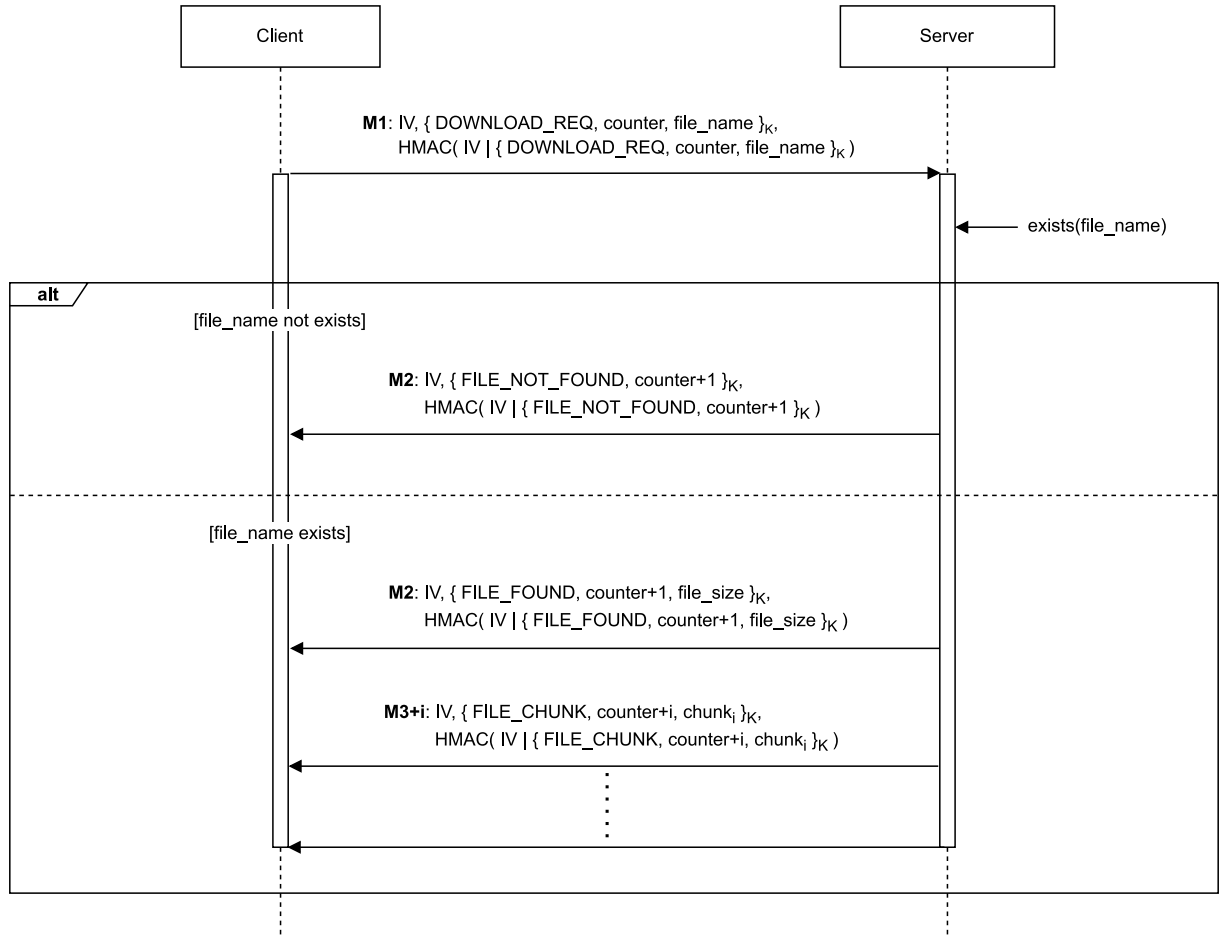 Client
Server
M1: IV, { DOWNLOAD_REQ, counter, file_name }K,
HMAC( IV | { DOWNLOAD_REQ, counter, file_name }K )
exists(file_name)
alt
[file_name not exists]
M2: IV, { FILE_NOT_FOUND, counter+1 }K,
HMAC( IV | { FILE_NOT_FOUND, counter+1 }K )
[file_name exists]
M2: IV, { FILE_FOUND, counter+1, file_size }K,
HMAC( IV | { FILE_FOUND, counter+1, file_size }K )
M3+i: IV, { FILE_CHUNK, counter+i, chunki }K,
HMAC( IV | { FILE_CHUNK, counter+i, chunki }K )